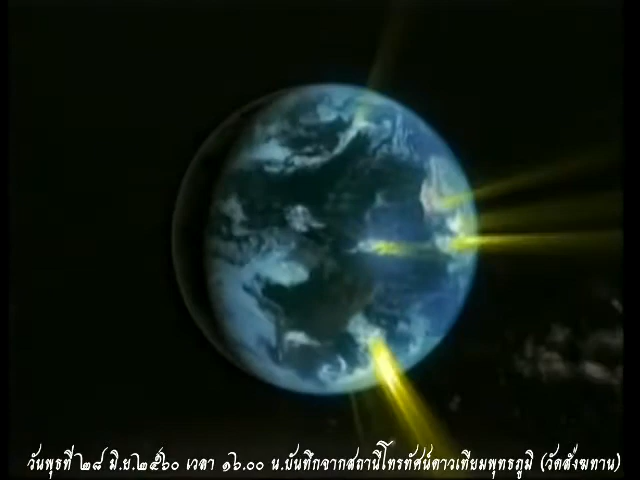 วันพุธที่ ๒๘ มิ.ย.๒๕๖๐ เวลา ๑๖.๐๐ น.บันทึกจากสถานีโทรทัศน์ดาวเทียมพุทธภูมิ (วัดสังฆทาน)